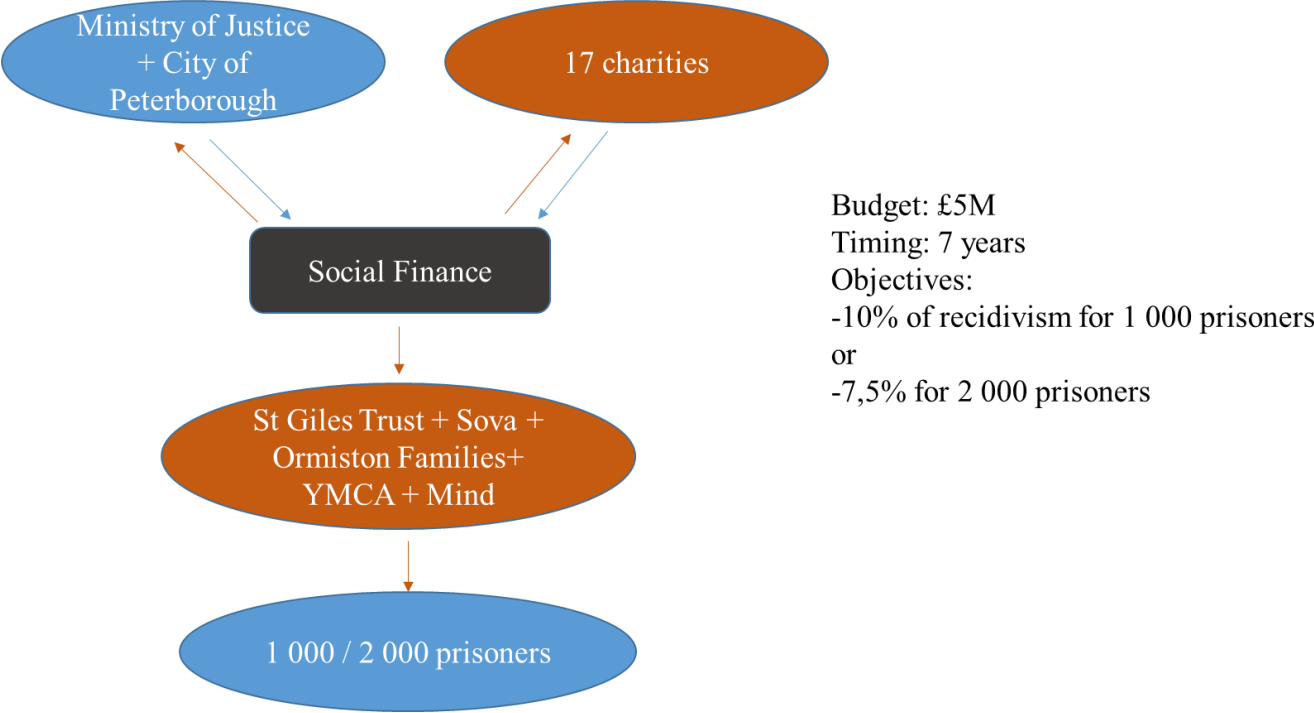 Ministry of Justice
+ City of
Peterborough
17 charities
Social Finance
St Giles Trust + Sova +
Ormiston Families+
YMCA + Mind
1 000 / 2 000 prisoners
Budget: £5M
Timing: 7 years
Objectives:
-10% of recidivism for 1 000 prisoners
or
-7,5% for 2 000 prisoners